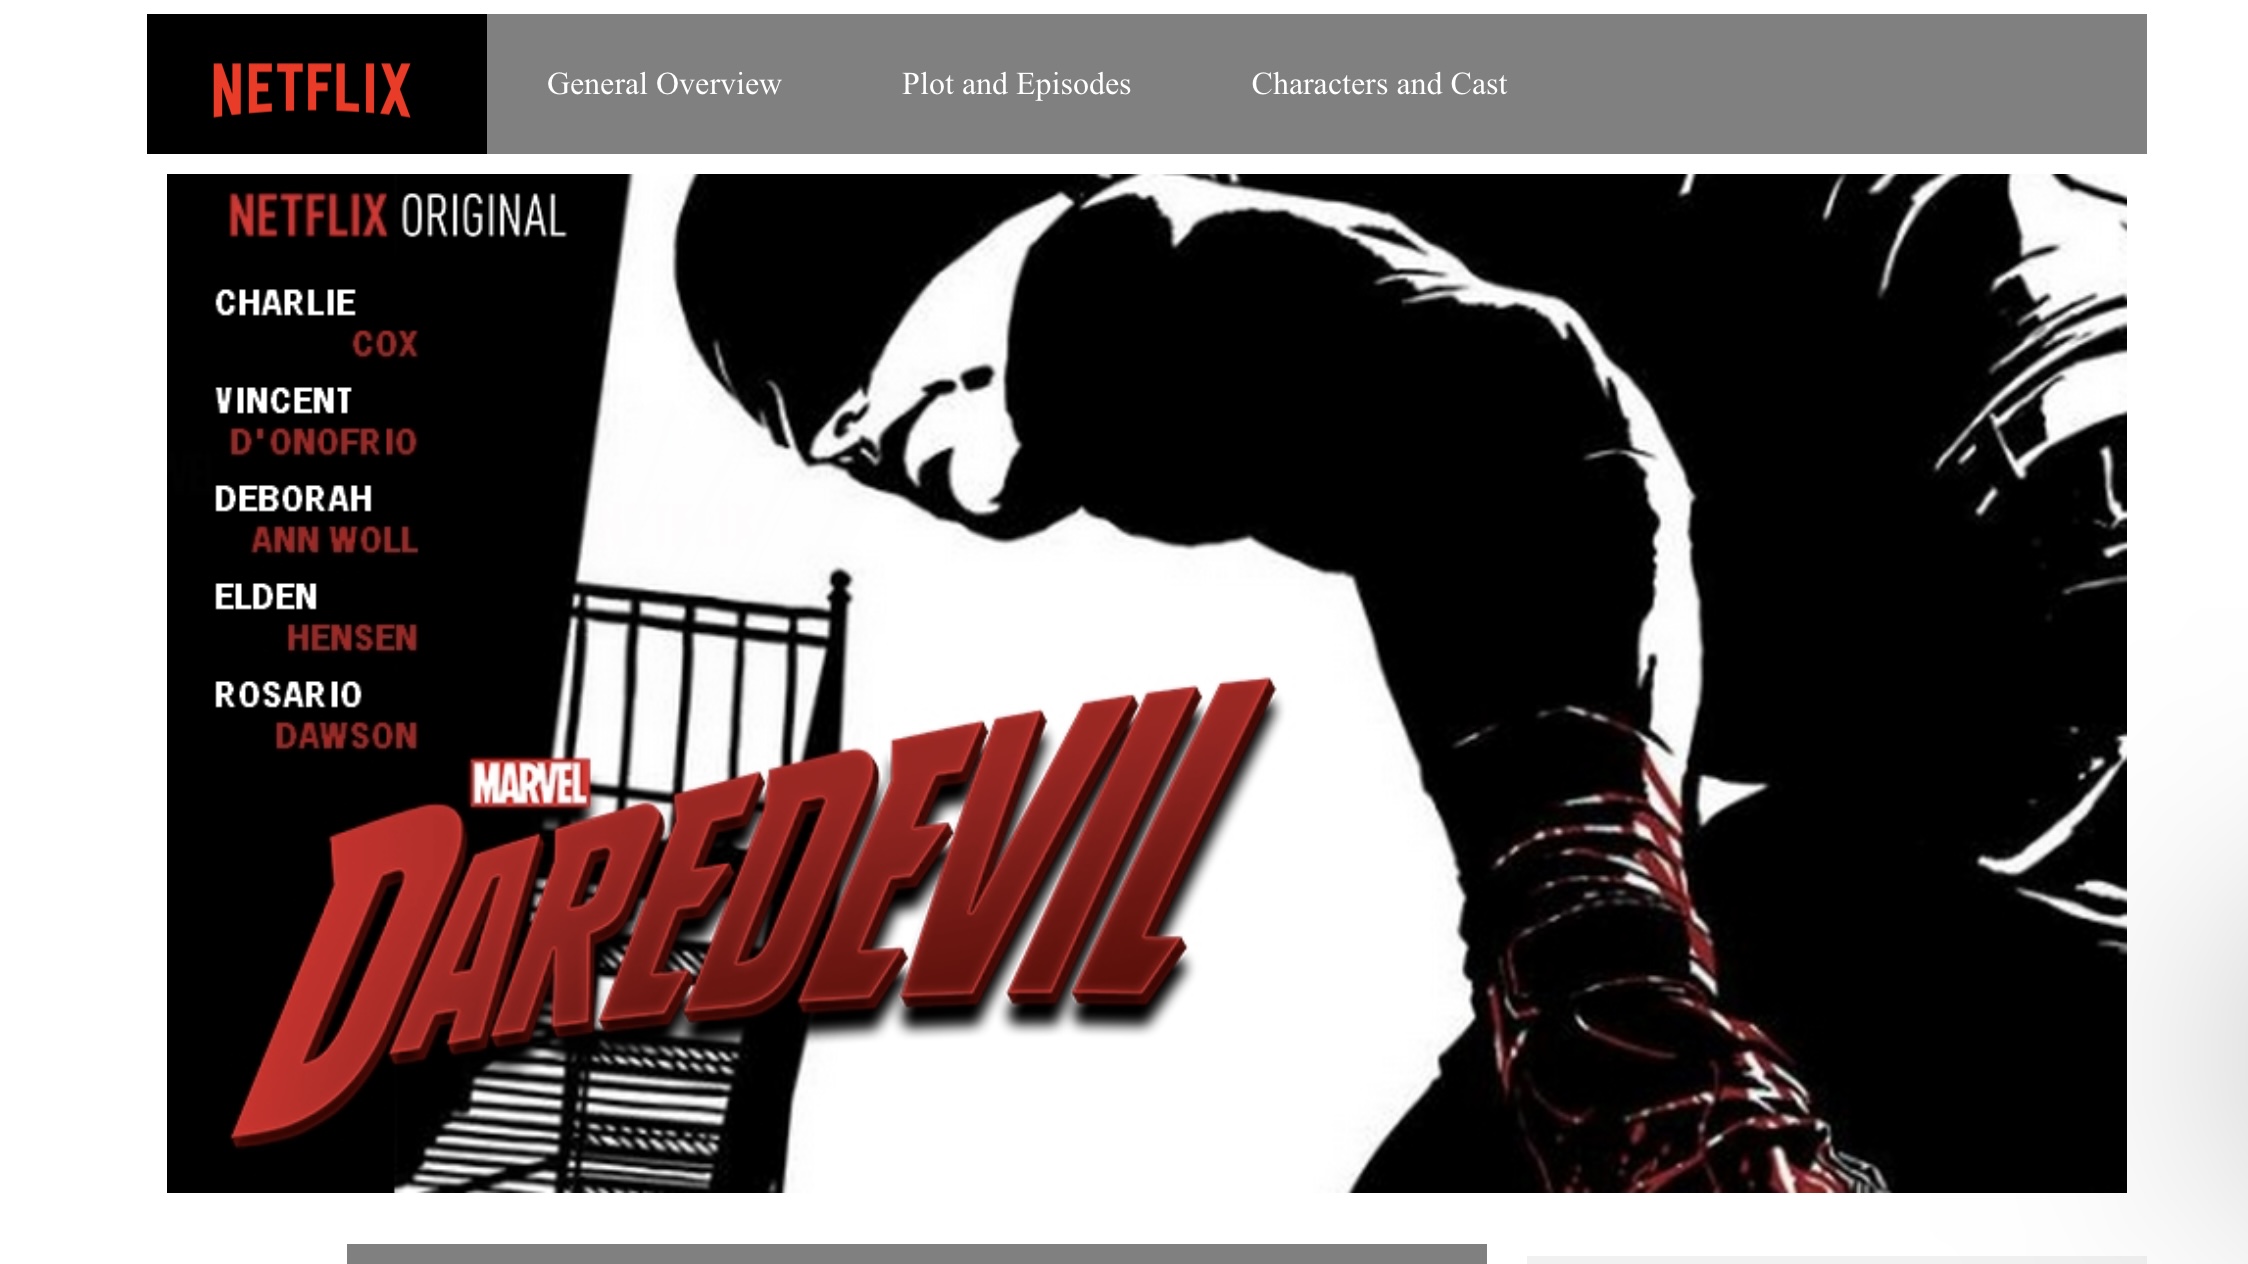 NETFLIX
General Overview
Plot and Episodes
Characters and Cast
NETFLIX ORIGINAL
CHARLIE
COX
VINCENT
D'ONOFRIO
DEBORAH
ANN WOLL
ELDEN
HENSEN
ROSARIO
DAWSON
MARVEL
DAREDEVIL